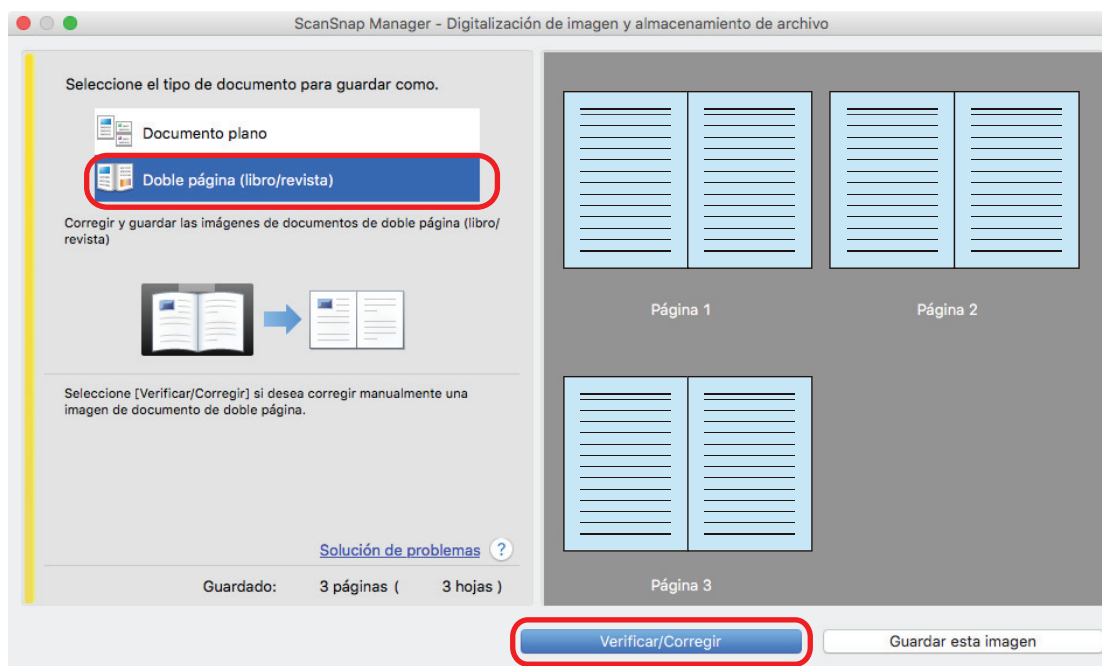 ScanSnap Manager - Digitalización de imagen y almacenamiento de archivo
Seleccione el tipo de documento para guardar como.
Documento plano
Doble página (libro/revista)
Corregir y guardar las imágenes de documentos de doble página (libro/
revista)
Seleccione [Verificar/Corregir] si desea corregir manualmente una
imagen de documento de doble página.
Solución de problemas ?
Guardado: 3 páginas ( 3 hojas )
Página 1
Página 2
Página 3
Verificar/Corregir
Guardar esta imagen